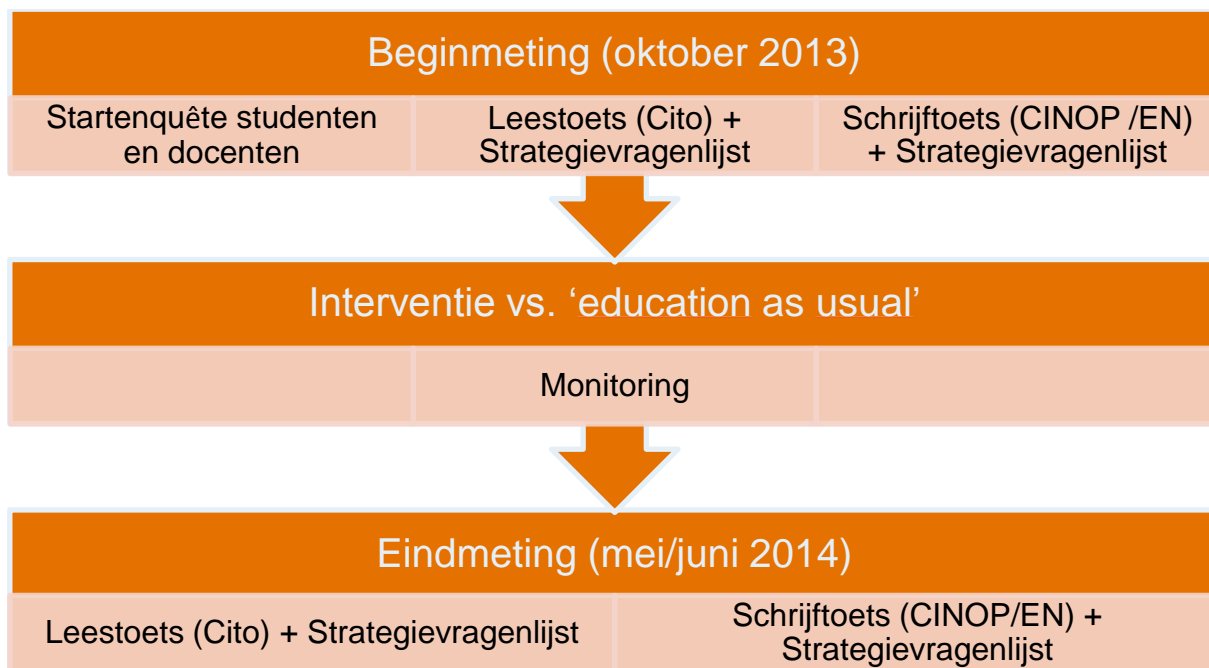 Beginmeting (oktober 2013)
Startenquête studenten
en docenten
Leestoets (Cito) +
Strategievragenlijst
Schrijftoets (CINOP /EN)
+ Strategievragenlijst
Interventie vs. ‘education as usual’
Monitoring
Eindmeting (mei/juni 2014)
Leestoets (Cito) + Strategievragenlijst
Schrijftoets (CINOP/EN) +
Strategievragenlijst